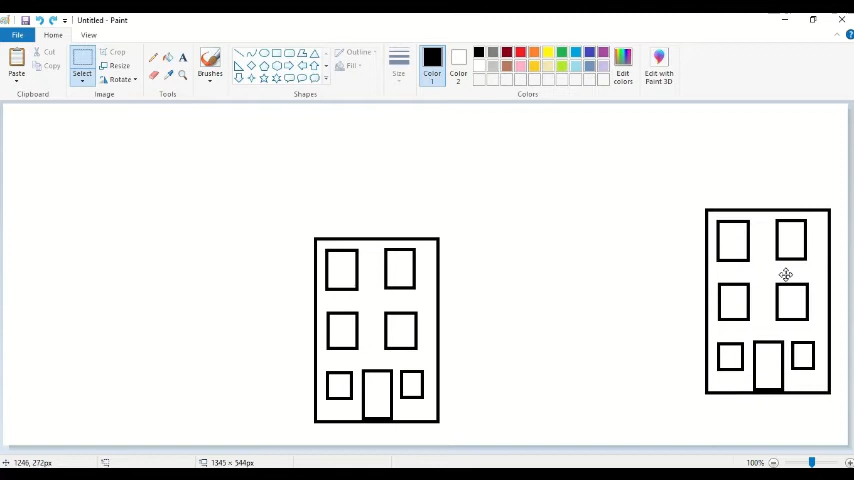 Untitled - Paint
File
Home
View
Paste
Cut
Copy
Clipboard
Select
Crop
Resize
Rotate
Image
A
Tools
Brushes
Shapes
Outline
Fill
Size
Color 1
Color 2
Colors
Edit colors
Edit with Paint 3D
1246, 272px
1345 × 544px
100%